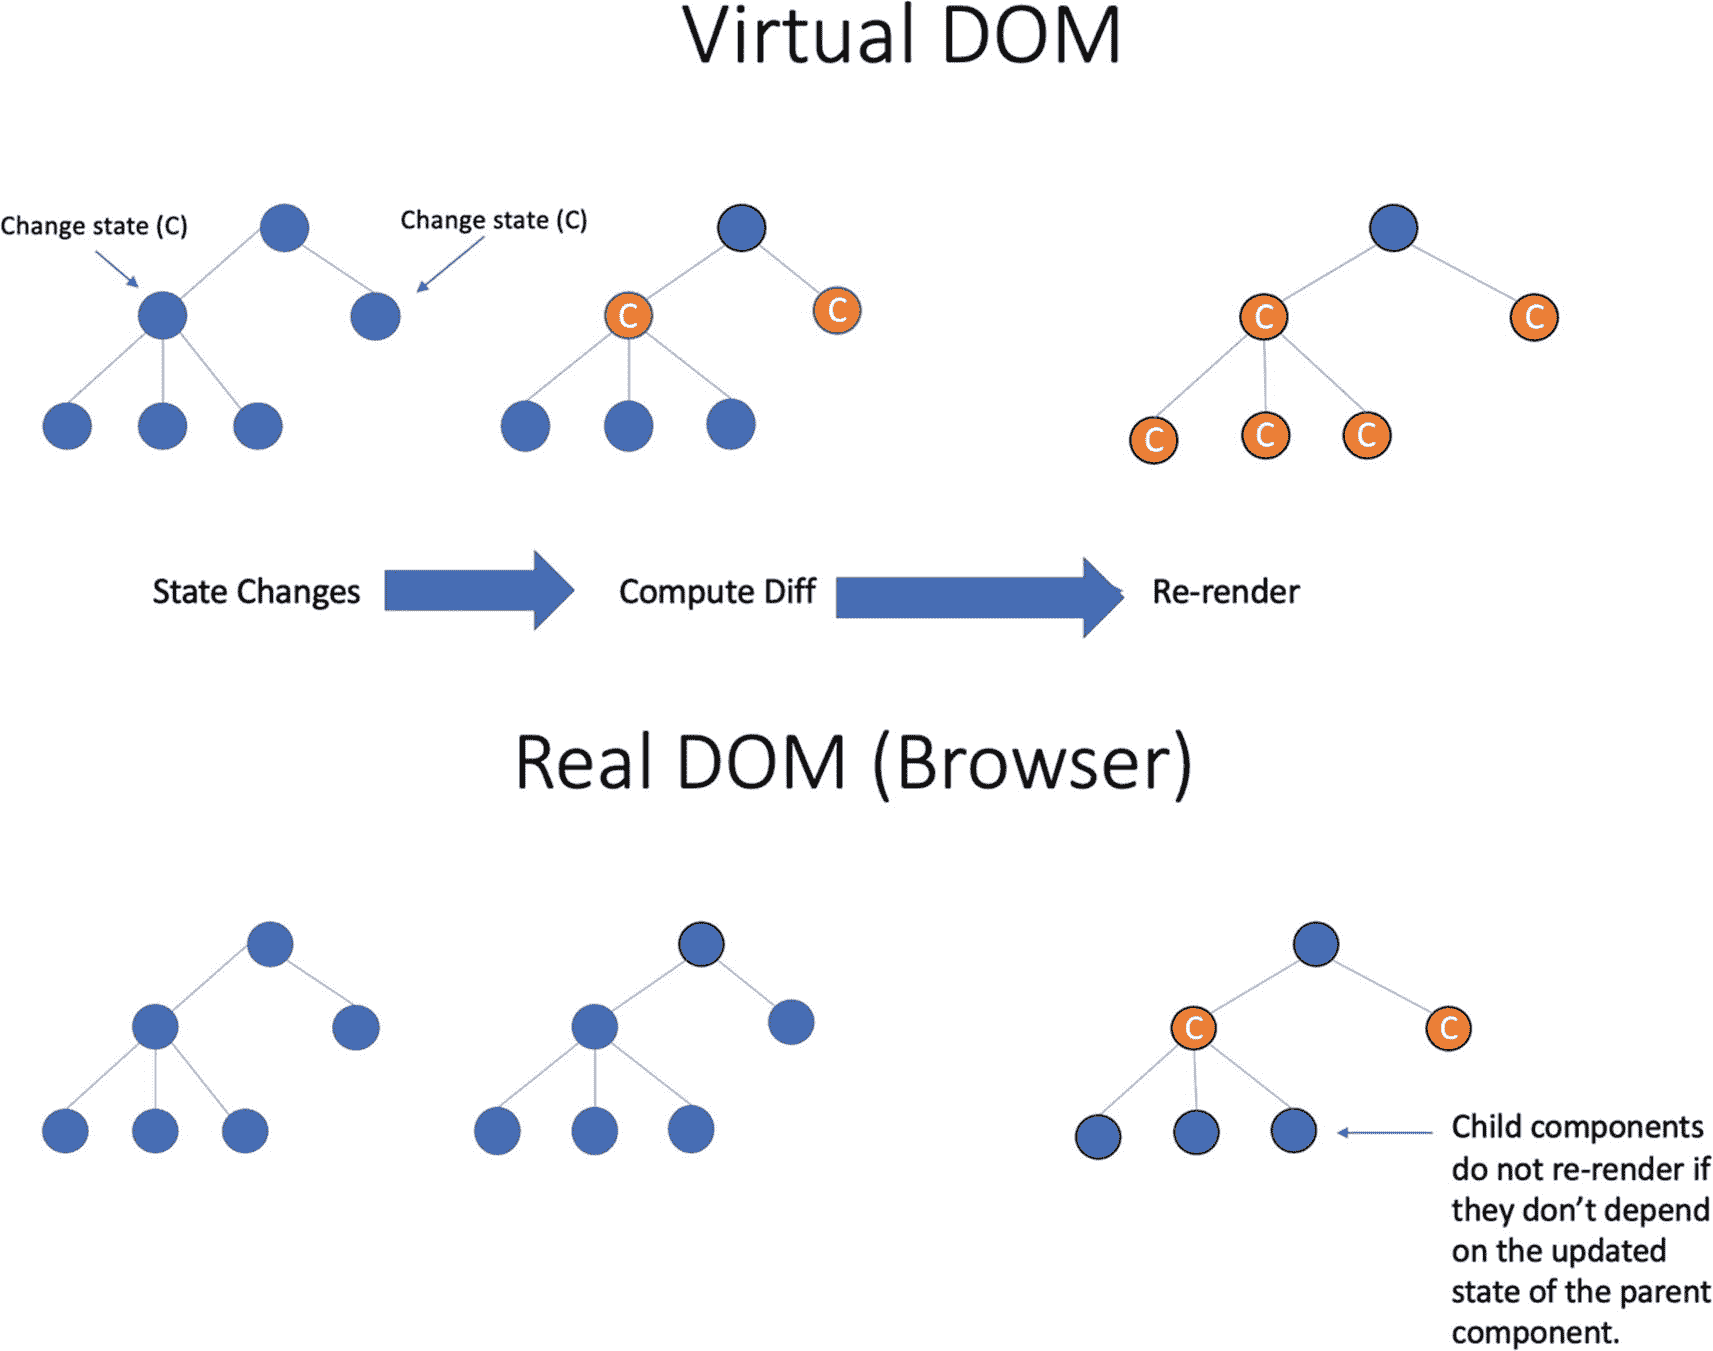 Virtual DOM
Change state (C)
Change state (C)
C
C
C
C
C
C
C
State Changes
Compute Diff
Re-render
Real DOM (Browser)
C
C
Child components
do not re-render if
they don’t depend
on the updated
state of the parent
component.